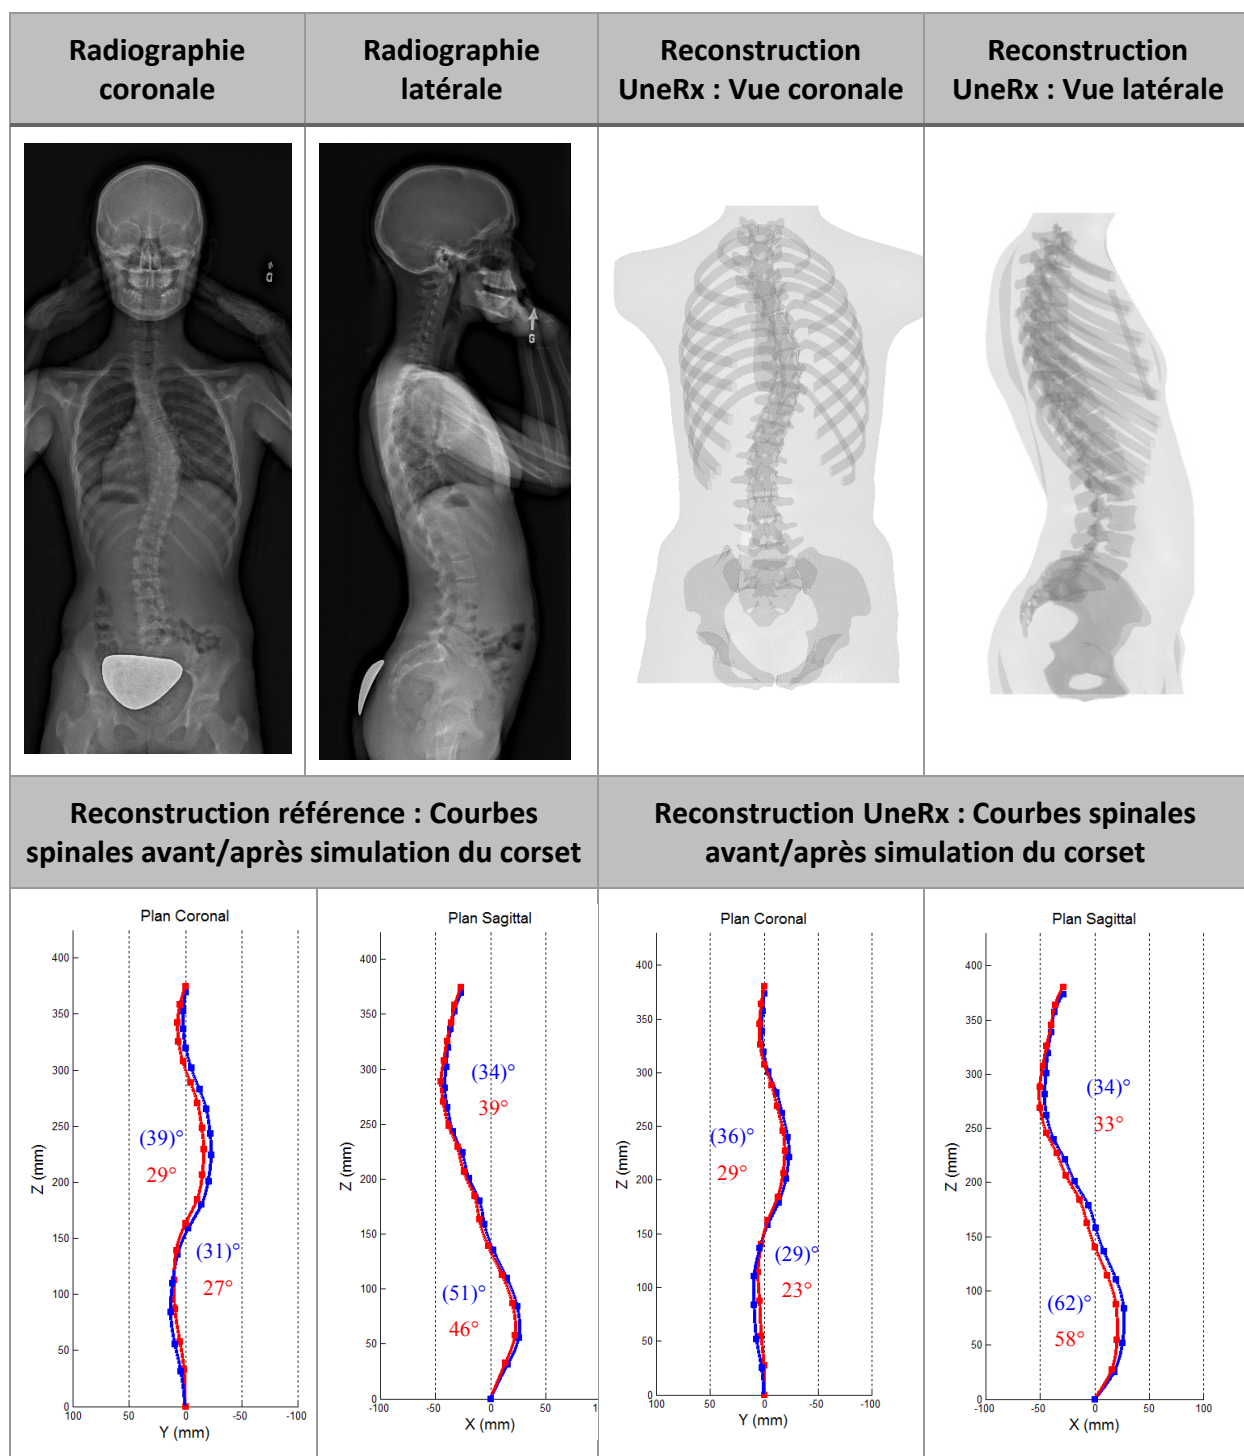 Radiographie
coronale
Radiographie
latérale
Reconstruction
UneRx : Vue coronale
Reconstruction
UneRx : Vue latérale
G
Reconstruction référence : Courbes
spinales avant/après simulation du corset
Reconstruction UneRx : Courbes spinales
avant/après simulation du corset
Plan Coronal
400
350
300
250
200
150
100
50
0
Z (mm)
(39)°
29°
(31)°
27°
100 50 0 -50 -100
Y (mm)
Plan Sagittal
400
350
300
250
200
150
100
50
0
Z (mm)
(34)°
39°
(51)°
46°
-100 -50 0 50
X (mm)
Plan Coronal
400
350
300
250
200
150
100
50
0
Z (mm)
(36)°
29°
(29)°
23°
100 50 0 -50 -100
Y (mm)
Plan Sagittal
400
350
300
250
200
150
100
50
0
Z (mm)
(34)°
33°
(62)°
58°
-100 -50 0 50 100
X (mm)